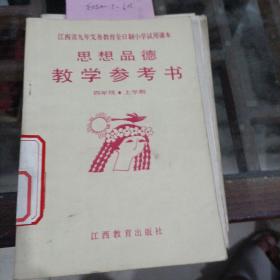 江西省九年义务教育全日制小学试用课本
思想品德
教学参考书
四年级·上学期
江西教育出版社